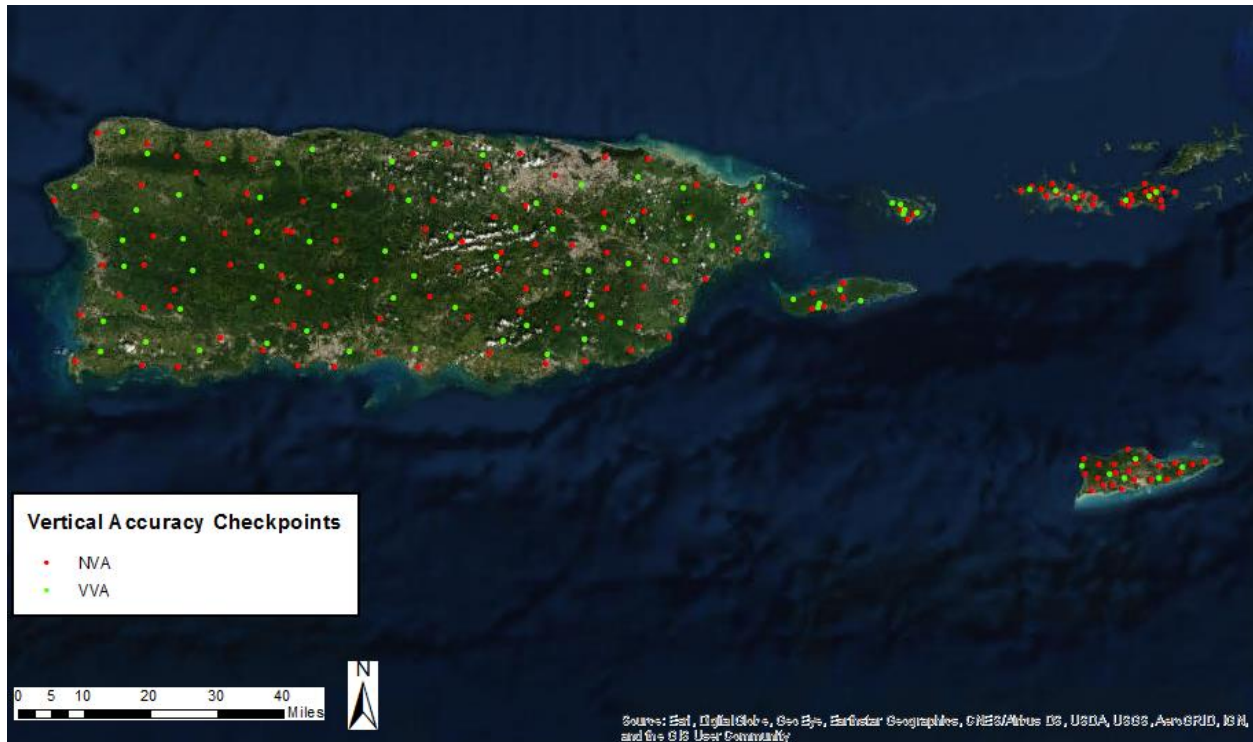 Vertical Accuracy Checkpoints
NVA
VVA
N
0 5 10 20 30 40
Miles
Source: Esri, DigitalGlobe, GeoEye, Earthstar Geographics, CNES/Airbus DS, USDA, USGS, AeroGRID, IGN,
and the GIS User Community